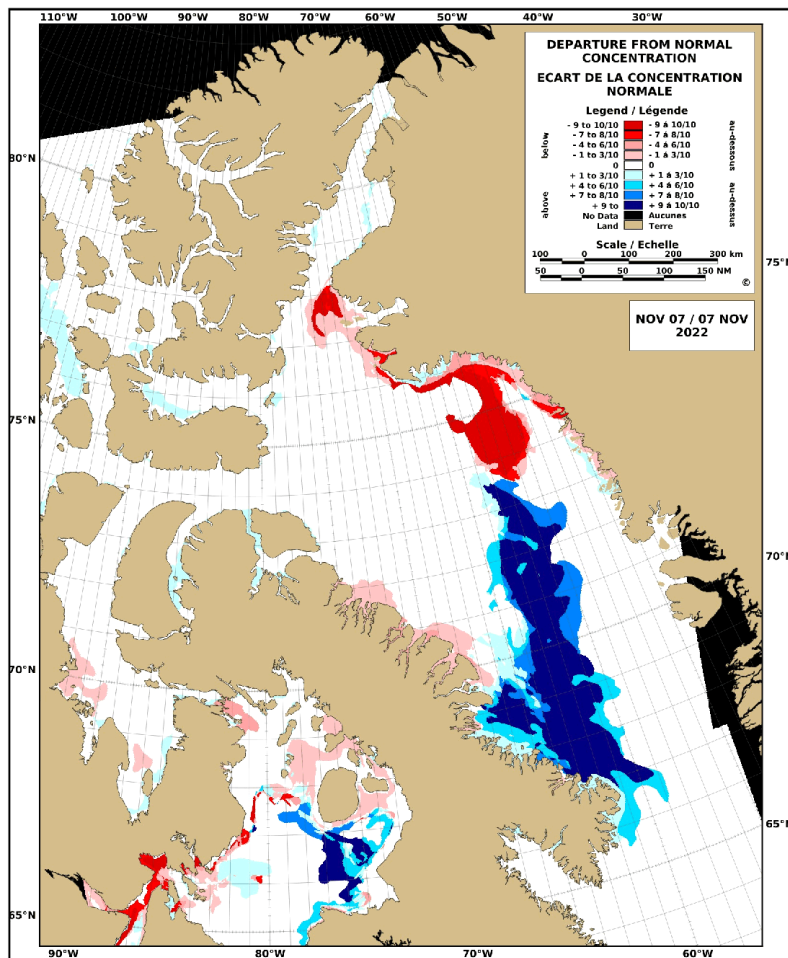 110°W 100°W 90°W 80°W 70°W 60°W 50°W 40°W 30°W
DEPARTURE FROM NORMAL
CONCENTRATION
ECART DE LA CONCENTRATION
NORMALE
Legend / Légende
below
au-dessous
- 9 to 10/10 - 9 à 10/10
- 7 to 8/10 - 7 à 8/10
- 4 to 6/10 - 4 à 6/10
- 1 to 3/10 - 1 à 3/10
0 0
above
au-dessus
+ 1 to 3/10 + 1 à 3/10
+ 4 to 6/10 + 4 à 6/10
+ 7 to 8/10 + 7 à 8/10
+ 9 to + 9 à 10/10
No Data Aucunes
Land Terre
Scale / Echelle
100 0 100 200 300 km
50 0 50 100 150 NM
©
NOV 07 / 07 NOV
2022
80°N
75°N
75°N
70°N
70°N
65°N
65°N
90°W 80°W 70°W 60°W